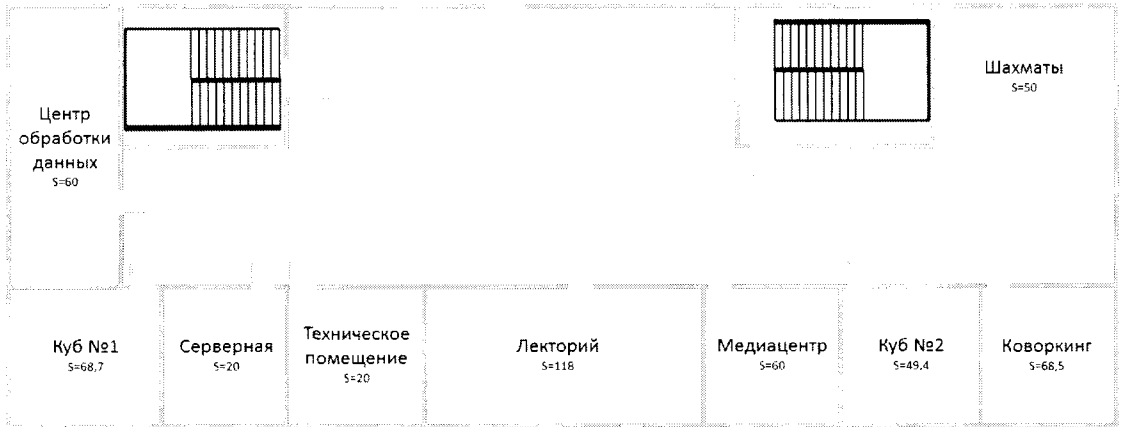 Шахматы
S=50
Центр
обработки
данных
S=60
Куб №1
S=68,7
Серверная
S=20
Техническое
помещение
S=20
Лекторий
S=118
Медиацентр
S=60
Куб №2
S=49,4
Коворкинг
S=68,5